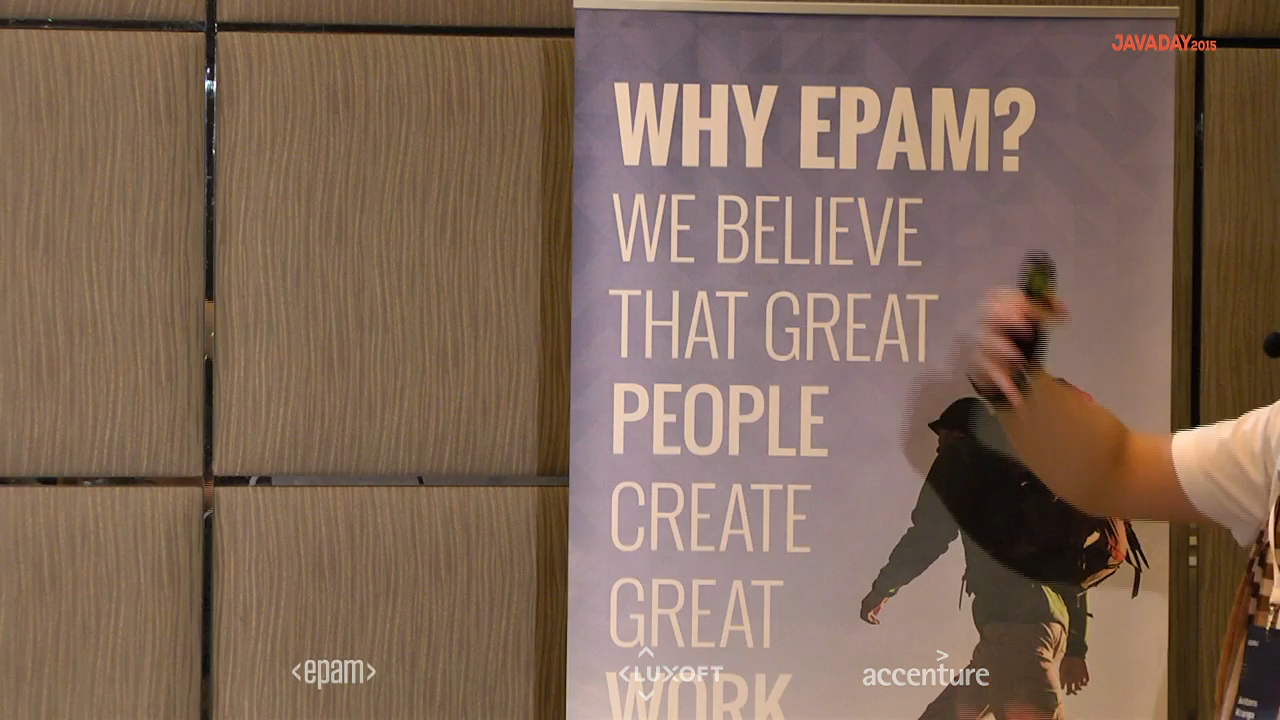 JAVADAY2015
WHY EPAM?
WE BELIEVE
THAT GREAT
PEOPLE
CREATE
GREAT
WORK
<epam>
LUXOFT
accenture